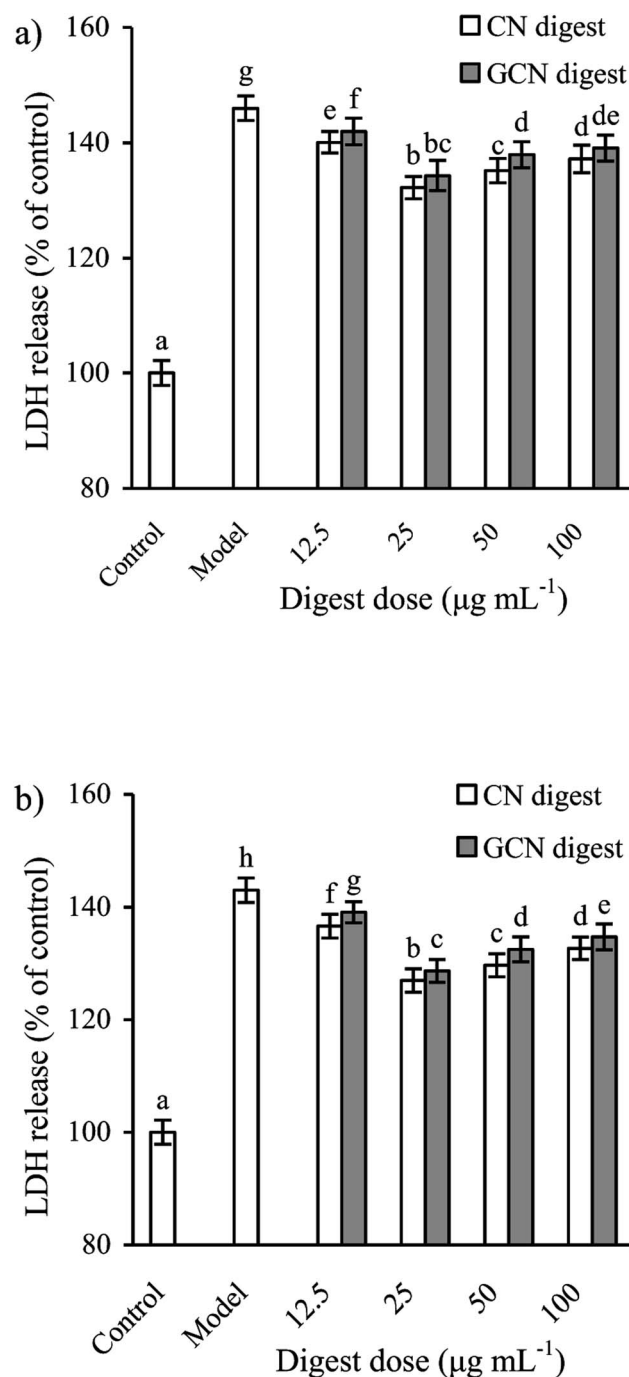 a)
160
140
120
100
80
LDH release (% of control)
CN digest
GCN digest
a
g
e
f
b
bc
c
d
d
de
Control
Model
12.5
25
50
100
Digest dose (μg mL⁻¹)
b)
160
140
120
100
80
LDH release (% of control)
CN digest
GCN digest
a
h
f
g
b
c
c
d
d
e
Control
Model
12.5
25
50
100
Digest dose (μg mL⁻¹)